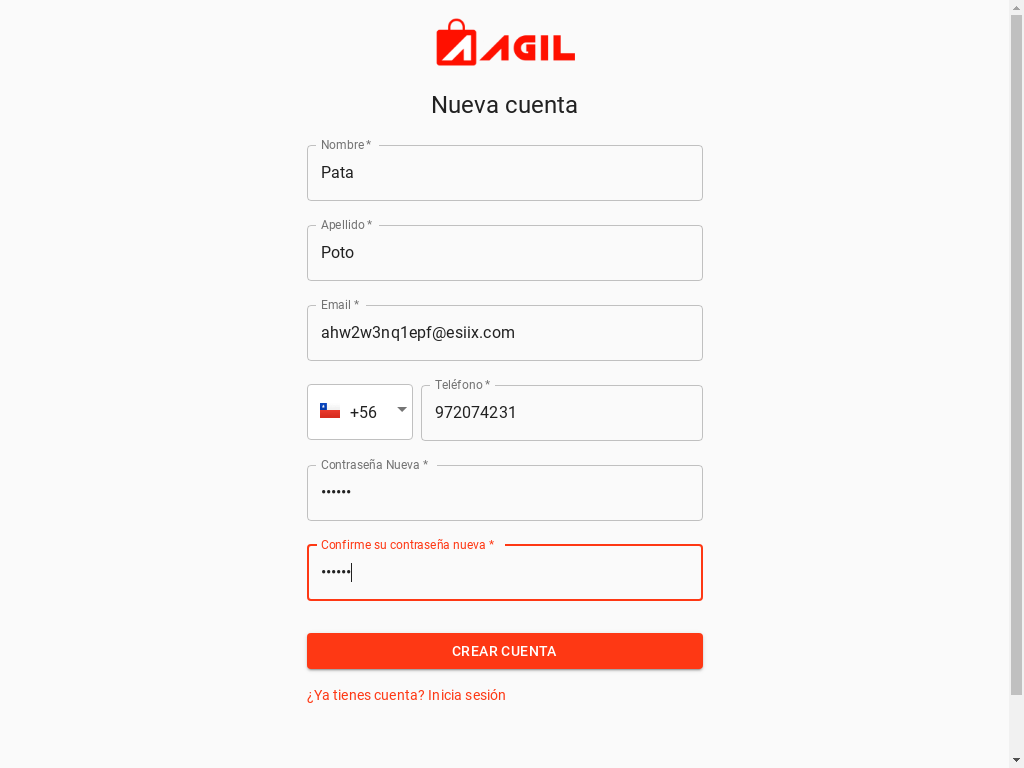 AGIL
Nueva cuenta
Nombre *
Pata
Apellido *
Poto
Email *
ahw2w3nq1epf@esiix.com
+56
Teléfono *
972074231
Contraseña Nueva *
••••••
Confirme su contraseña nueva *
••••••
CREAR CUENTA
¿Ya tienes cuenta? Inicia sesión